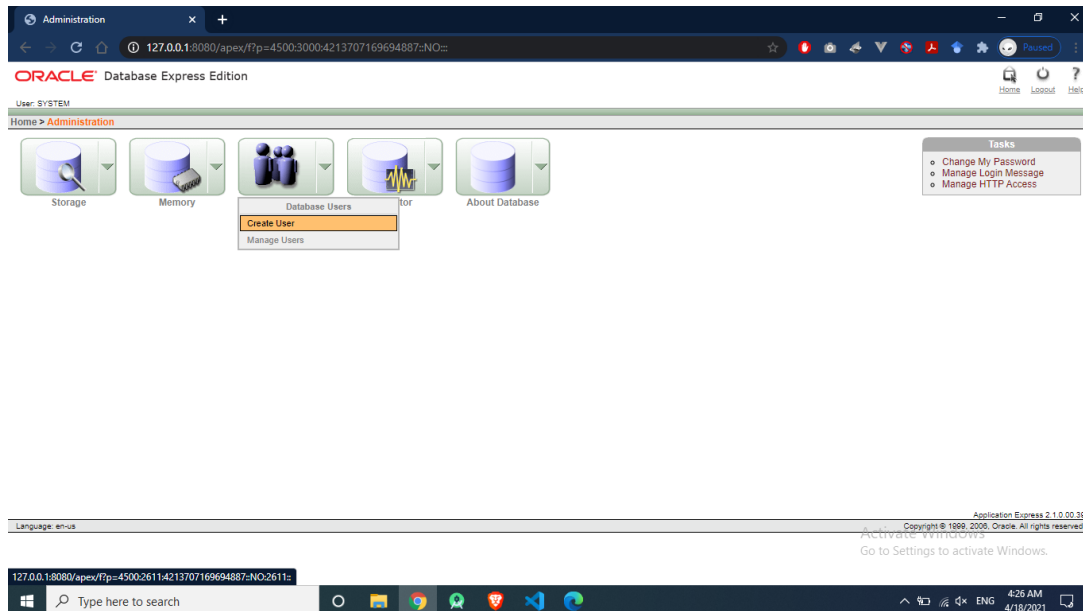 Administration
127.0.0.1:8080/apex/f?p=4500:3000:4213707169694887::NO:::
Paused
ORACLE Database Express Edition
Home Logout Help
User: SYSTEM
Home > Administration
Tasks
Change My Password
Manage Login Message
Manage HTTP Access
Storage
Memory
Database Users
tor
About Database
Create User
Manage Users
Application Express 2.1.0.00.39
Language: en-us
Copyright © 1999, 2006, Oracle. All rights reserved
Activate Windows
Go to Settings to activate Windows.
127.0.0.1:8080/apex/f?p=4500:2611:4213707169694887::NO:2611::
Type here to search
ENG
4:26 AM
4/18/2021